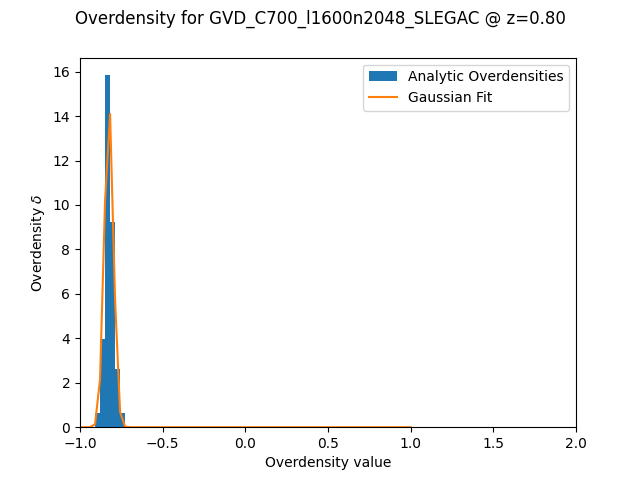 Overdensity for GVD_C700_l1600n2048_SLEGAC @ z=0.80
Analytic Overdensities
Gaussian Fit
Overdensity δ
16
14
12
10
8
6
4
2
0
−1.0 −0.5 0.0 0.5 1.0 1.5 2.0
Overdensity value